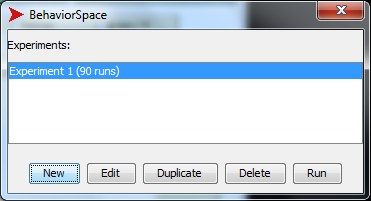 BehaviorSpace
Experiments:
Experiment 1 (90 runs)
New Edit Duplicate Delete Run